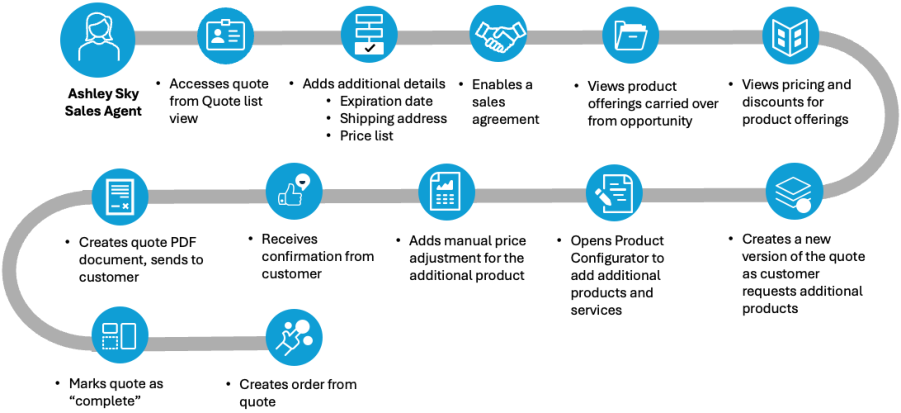 Ashley Sky
Sales Agent
• Accesses quote
from Quote list
view
• Adds additional details
• Expiration date
• Shipping address
• Price list
• Enables a
sales
agreement
• Views product
offerings carried over
from opportunity
• Views pricing and
discounts for
product offerings
• Creates a new
version of the quote
as customer
requests additional
products
• Opens Product
Configurator to
add additional
products and
services
• Adds manual price
adjustment for the
additional product
• Receives
confirmation from
customer
• Creates quote PDF
document, sends to
customer
• Marks quote as
“complete”
• Creates order from
quote